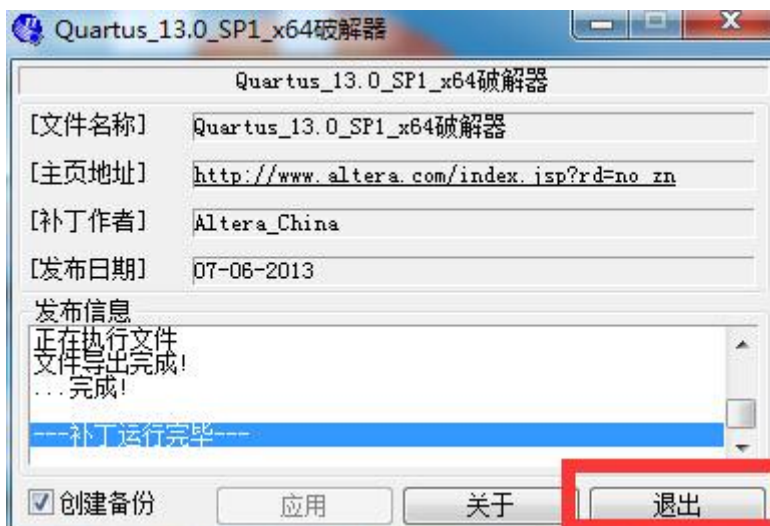 Quartus_13.0_SP1_x64破解器
Quartus_13.0_SP1_x64破解器
[文件名称] Quartus_13.0_SP1_x64破解器
[主页地址] http://www.altera.com/index.jsp?rd=no_zn
[补丁作者] Altera_China
[发布日期] 07-06-2013
发布信息
正在执行文件
文件导出完成!
...完成!
---补丁运行完毕---
创建备份 应用 关于 退出